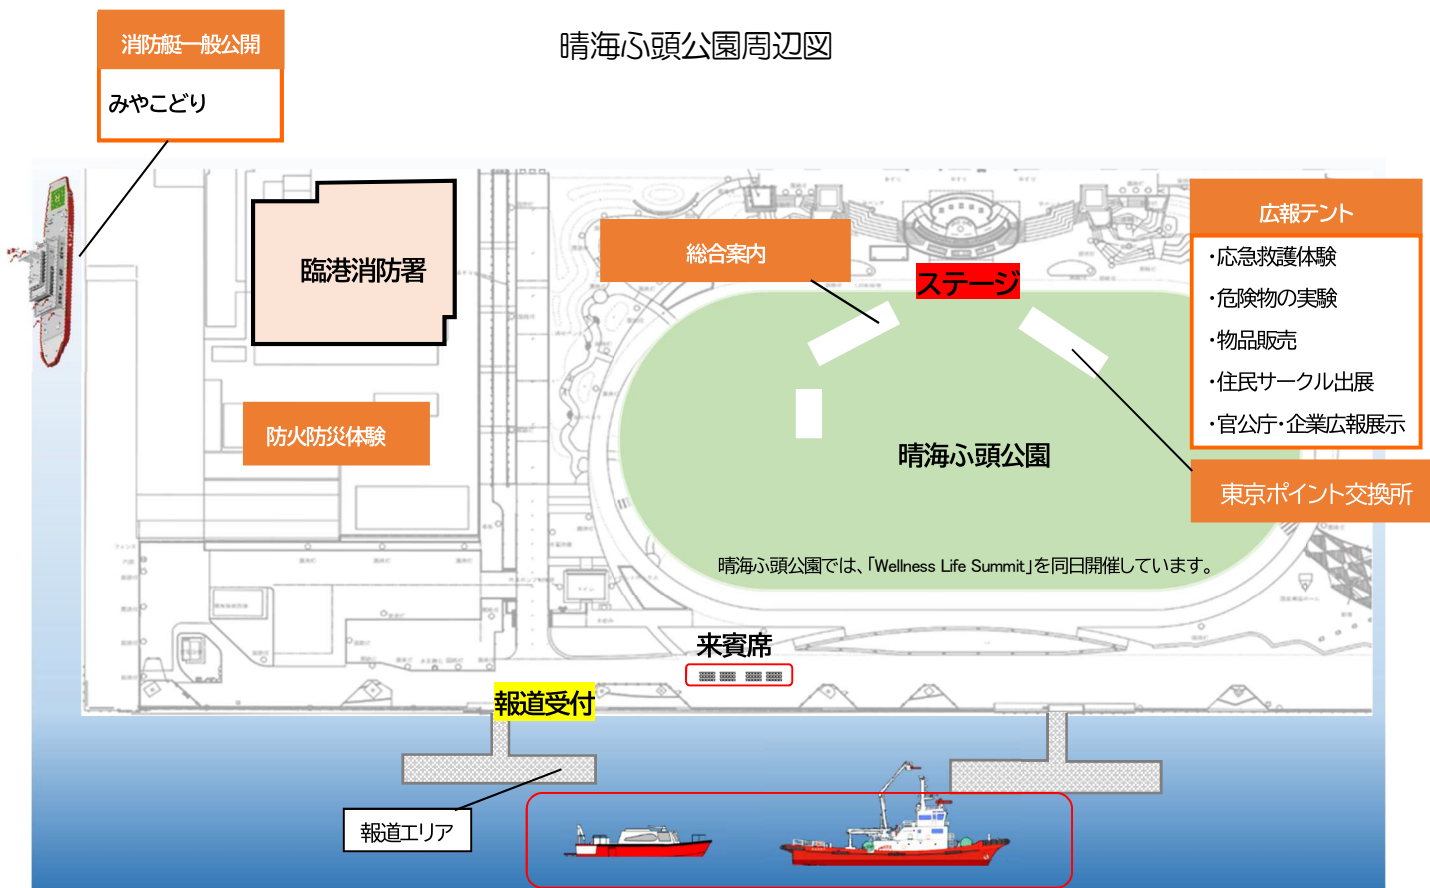 晴海ふ頭公園周辺図
消防艇一般公開
みやこどり
臨港消防署
防火防災体験
総合案内
ステージ
広報テント
・応急救護体験
・危険物の実験
・物品販売
・住民サークル出展
・官公庁・企業広報展示
東京ポイント交換所
晴海ふ頭公園
晴海ふ頭公園では、「Wellness Life Summit」を同日開催しています。
来賓席
報道受付
報道エリア